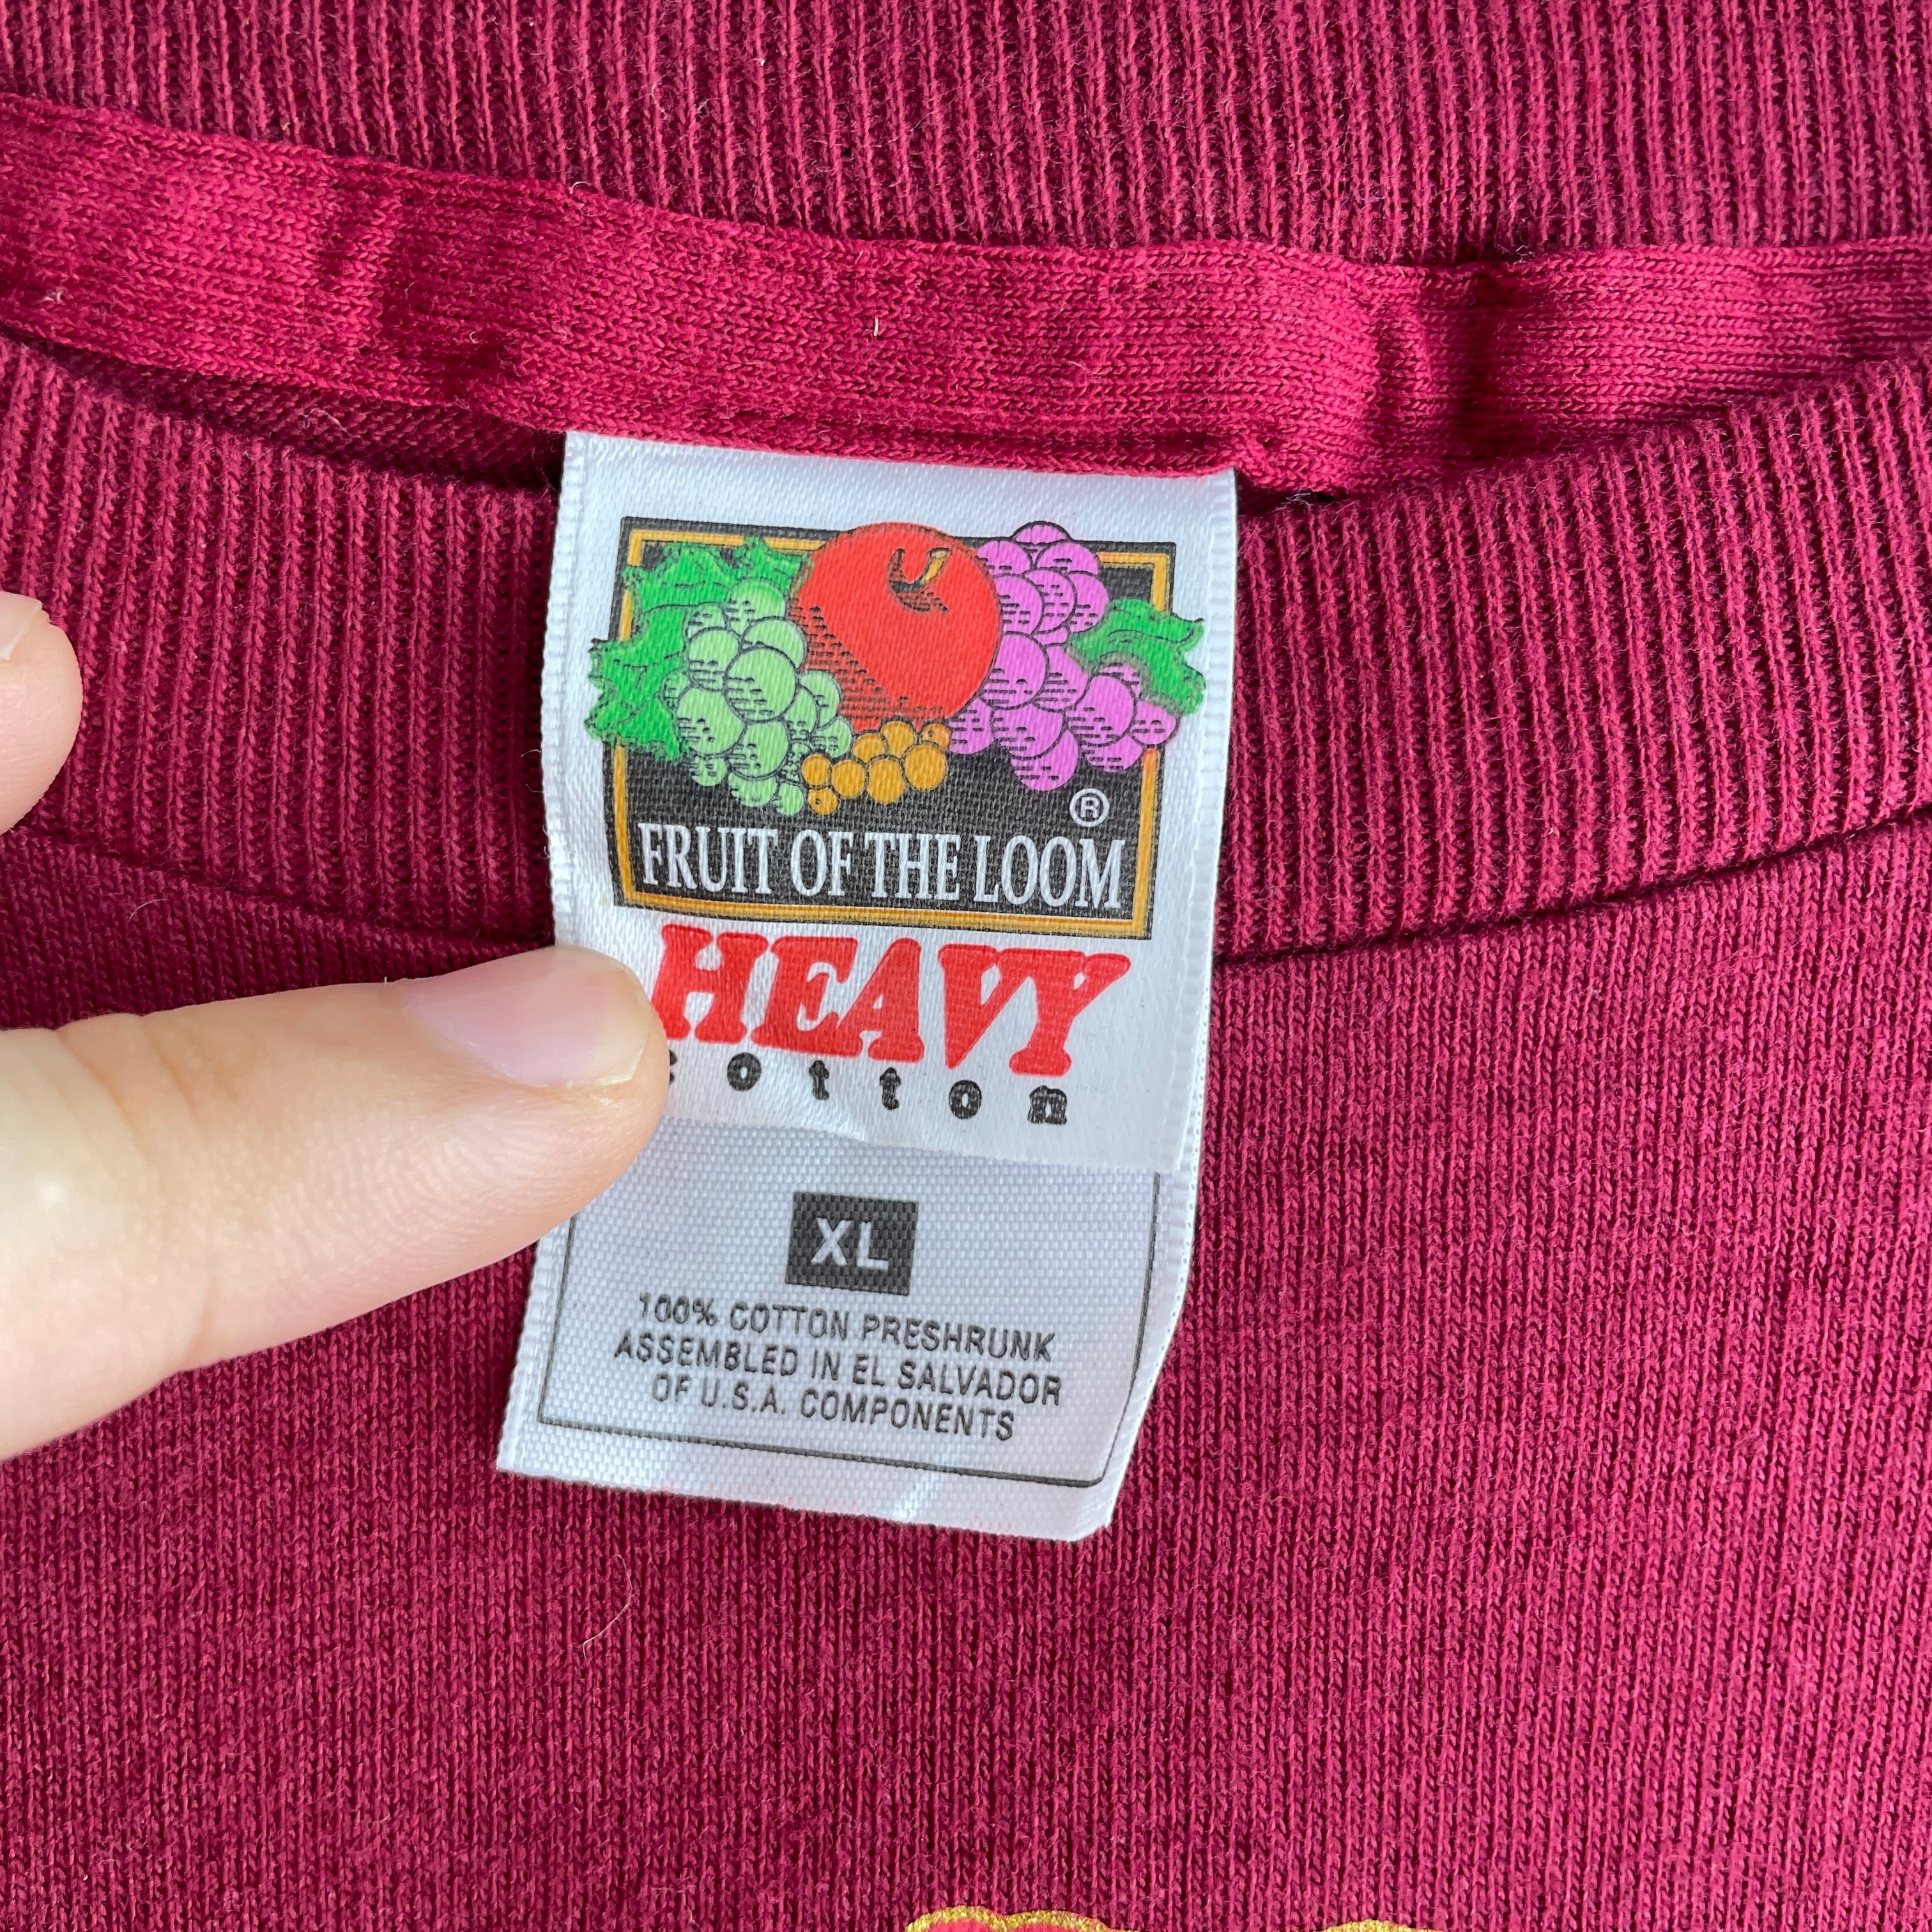 ®
FRUIT OF THE LOOM
HEAVY
cotton
XL
100% COTTON PRESHRUNK
ASSEMBLED IN EL SALVADOR
OF U.S.A. COMPONENTS